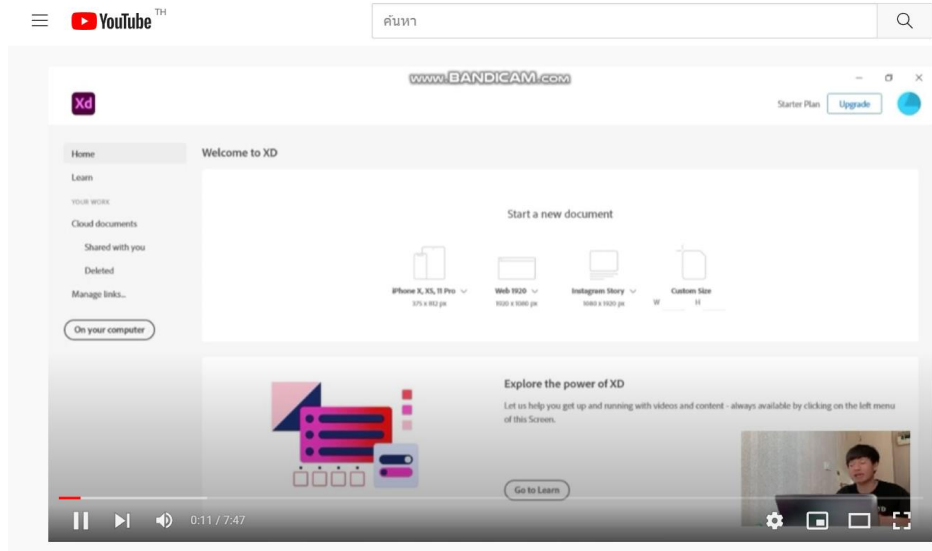 YouTube TH
ค้นหา
www.BANDICAM.com
Xd
Starter Plan Upgrade
Home
Welcome to XD
Learn
YOUR WORK
Start a new document
Cloud documents
Shared with you
Deleted
Manage links...
iPhone X, XS, 11 Pro
375 x 812 px
Web 1920
1920 x 1080 px
Instagram Story
1080 x 1920 px
Custom Size
W H
On your computer
Explore the power of XD
Let us help you get up and running with videos and content - always available by clicking on the left menu
of this Screen.
Go to Learn
0:11 / 7:47